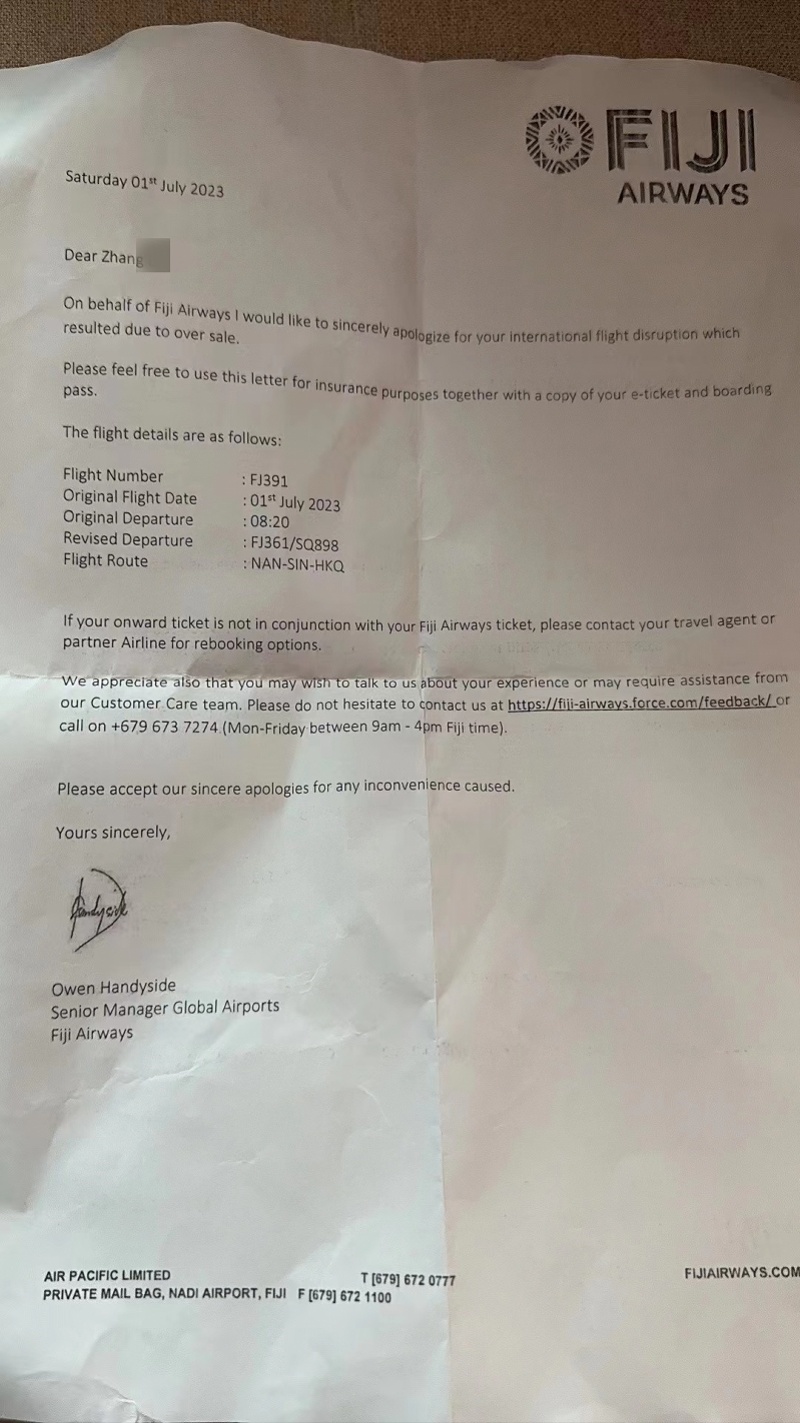 FIJI
AIRWAYS
Saturday 01st July 2023
Dear Zhang
On behalf of Fiji Airways I would like to sincerely apologize for your international flight disruption which
resulted due to over sale.
Please feel free to use this letter for insurance purposes together with a copy of your e-ticket and boarding
pass.
The flight details are as follows:
Flight Number : FJ391
Original Flight Date : 01st July 2023
Original Departure : 08:20
Revised Departure : FJ361/SQ898
Flight Route : NAN-SIN-HKQ
If your onward ticket is not in conjunction with your Fiji Airways ticket, please contact your travel agent or
partner Airline for rebooking options.
We appreciate also that you may wish to talk to us about your experience or may require assistance from
our Customer Care team. Please do not hesitate to contact us at https://fiji-airways.force.com/feedback/ or
call on +679 673 7274 (Mon-Friday between 9am - 4pm Fiji time).
Please accept our sincere apologies for any inconvenience caused.
Yours sincerely,
Handyside
Owen Handyside
Senior Manager Global Airports
Fiji Airways
AIR PACIFIC LIMITED T [679] 672 0777 FIJIAIRWAYS.COM
PRIVATE MAIL BAG, NADI AIRPORT, FIJI F [679] 672 1100